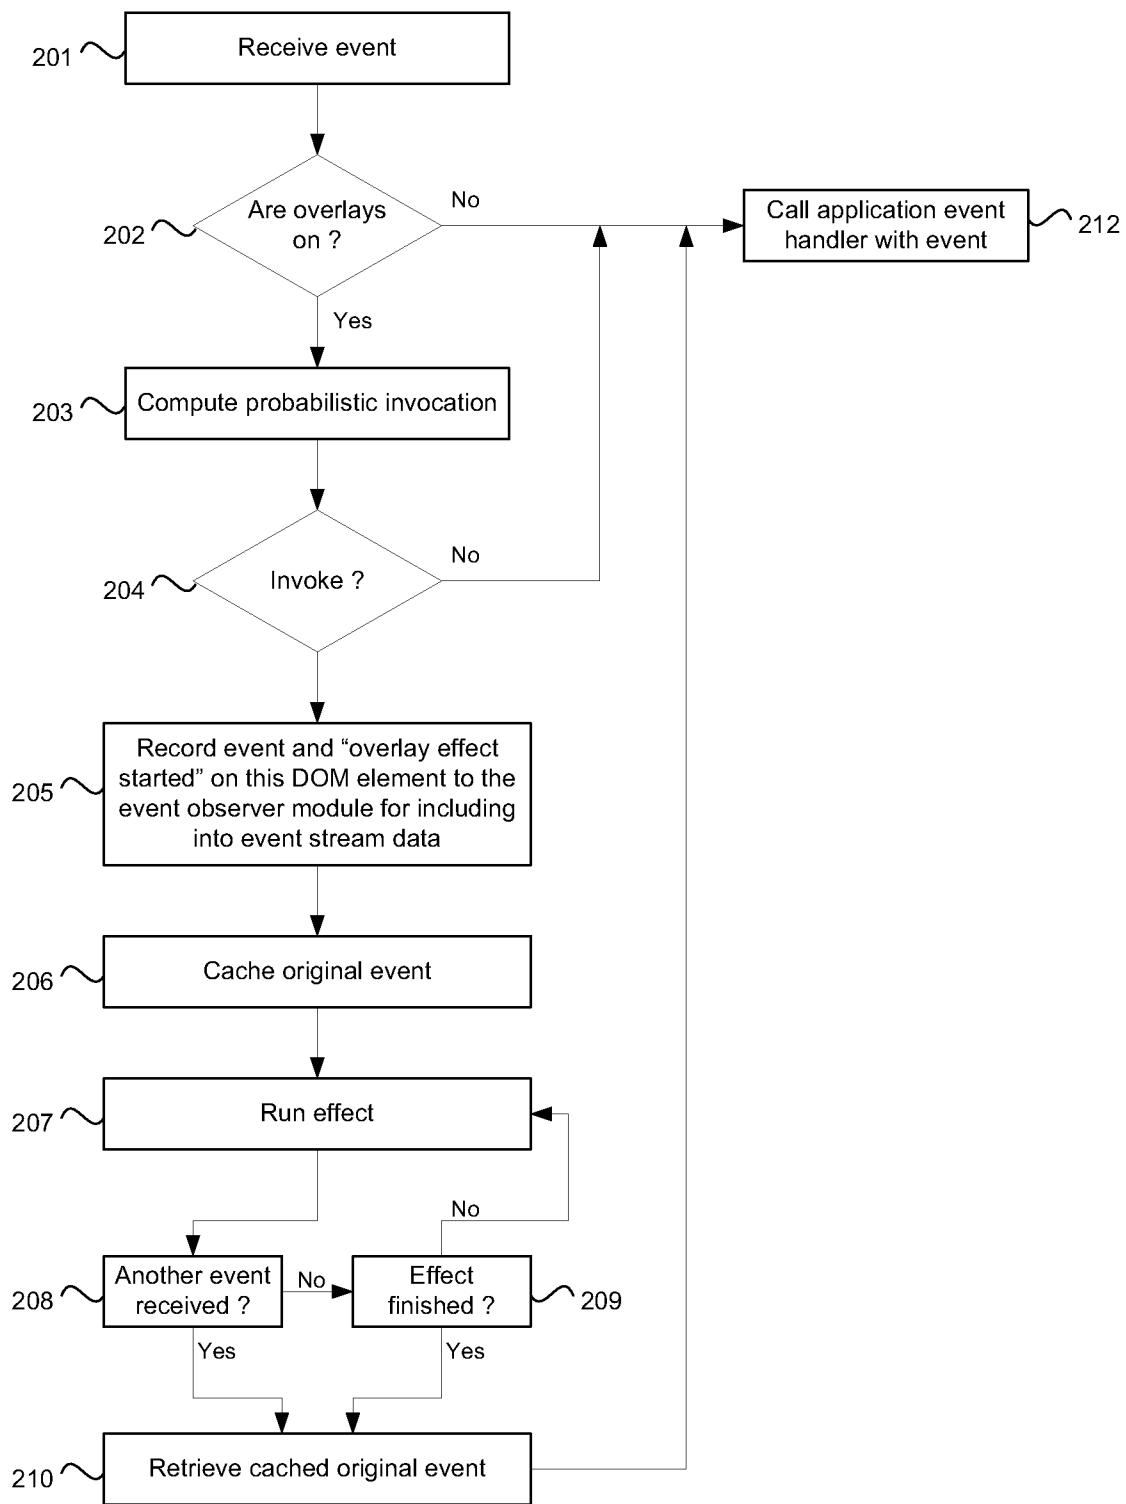 201
Receive event
202
Are overlays
on ?
No
Call application event
handler with event
212
Yes
203
Compute probabilistic invocation
204
Invoke ?
No
205
Record event and “overlay effect
started” on this DOM element to the
event observer module for including
into event stream data
206
Cache original event
207
Run effect
No
208
Another event
received ?
No
Effect
finished ?
209
Yes
Yes
210
Retrieve cached original event